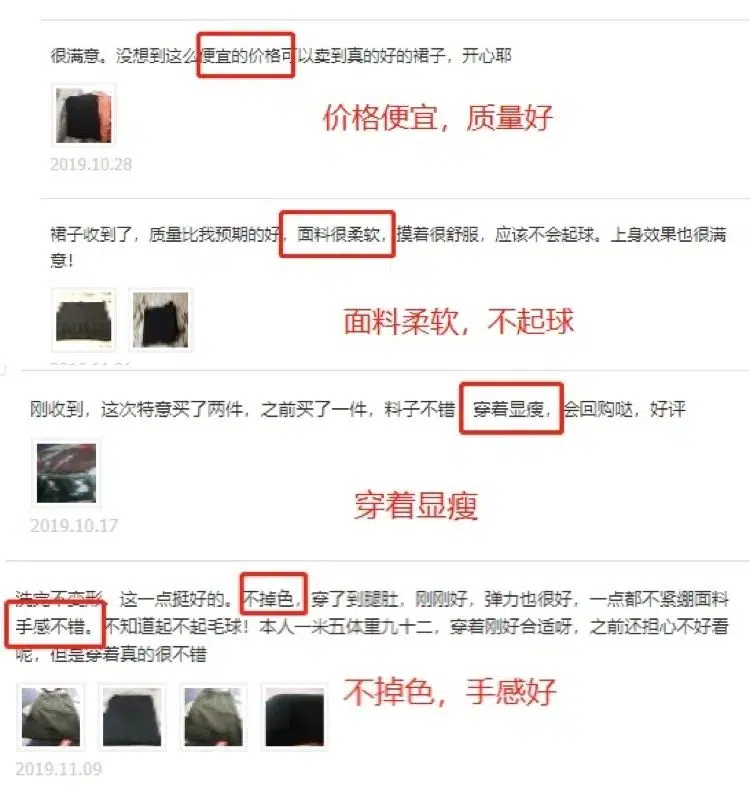 很满意。没想到这么便宜的价格可以卖到真的好的裙子，开心耶
价格便宜，质量好
2019.10.28
裙子收到了，质量比我预期的好，面料很柔软，摸着很舒服，应该不会起球。上身效果也很满
意！
面料柔软，不起球
刚收到，这次特意买了两件，之前买了一件，料子不错，穿着显瘦，会回购哒，好评
穿着显瘦
2019.10.17
洗完不变形，这一点挺好的。不掉色，穿了到腿肚，刚刚好，弹力也很好，一点都不紧绷面料
手感不错。不知道起不起毛球！本人一米五体重九十二，穿着刚好合适呀，之前还担心不好看
呢，但是穿着真的很不错
不掉色，手感好
2019.11.09